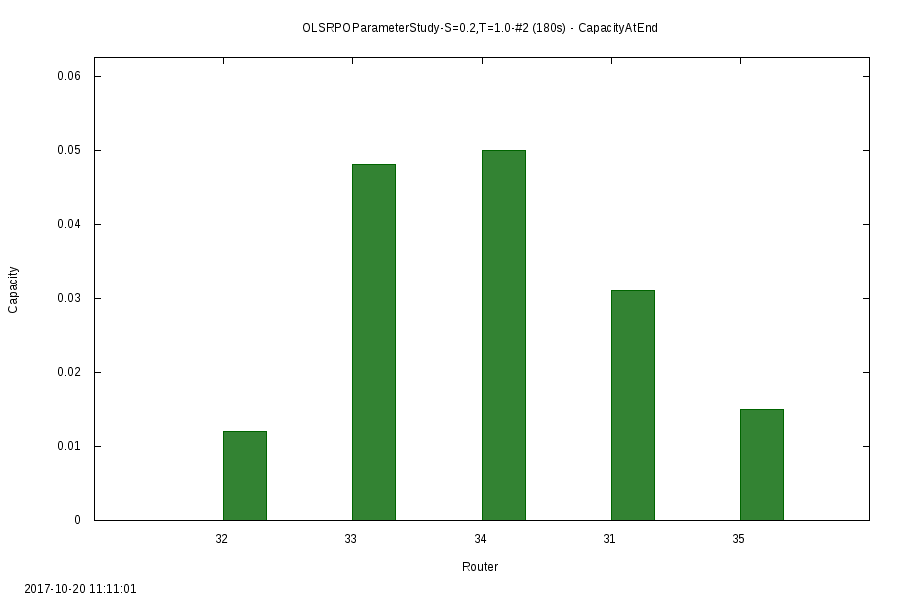 OLSRPOParameterStudy-S=0.2,T=1.0-#2 (180s) - CapacityAtEnd
0.06
0.05
0.04
0.03
0.02
0.01
0
Capacity
32 33 34 31 35
Router
2017-10-20 11:11:01